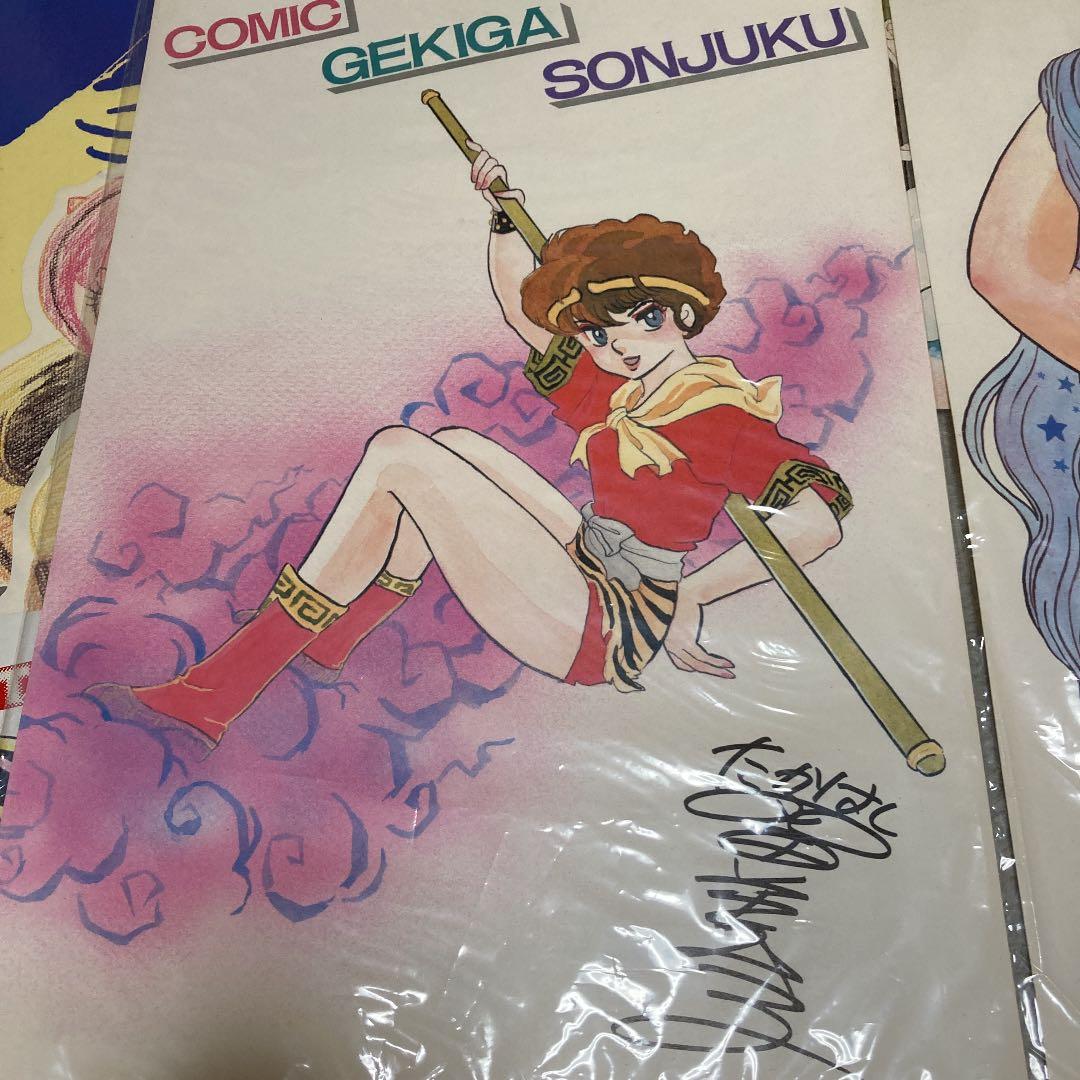 COMIC
GEKIGA
SONJUKU
たかはし